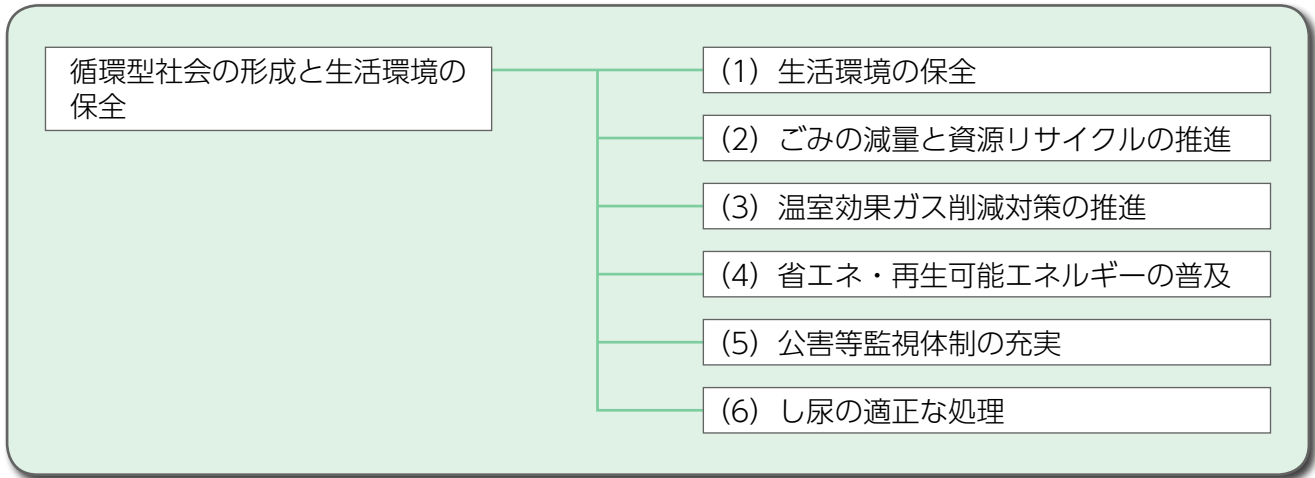 循環型社会の形成と生活環境の
保全
(1) 生活環境の保全
(2) ごみの減量と資源リサイクルの推進
(3) 温室効果ガス削減対策の推進
(4) 省エネ・再生可能エネルギーの普及
(5) 公害等監視体制の充実
(6) し尿の適正な処理